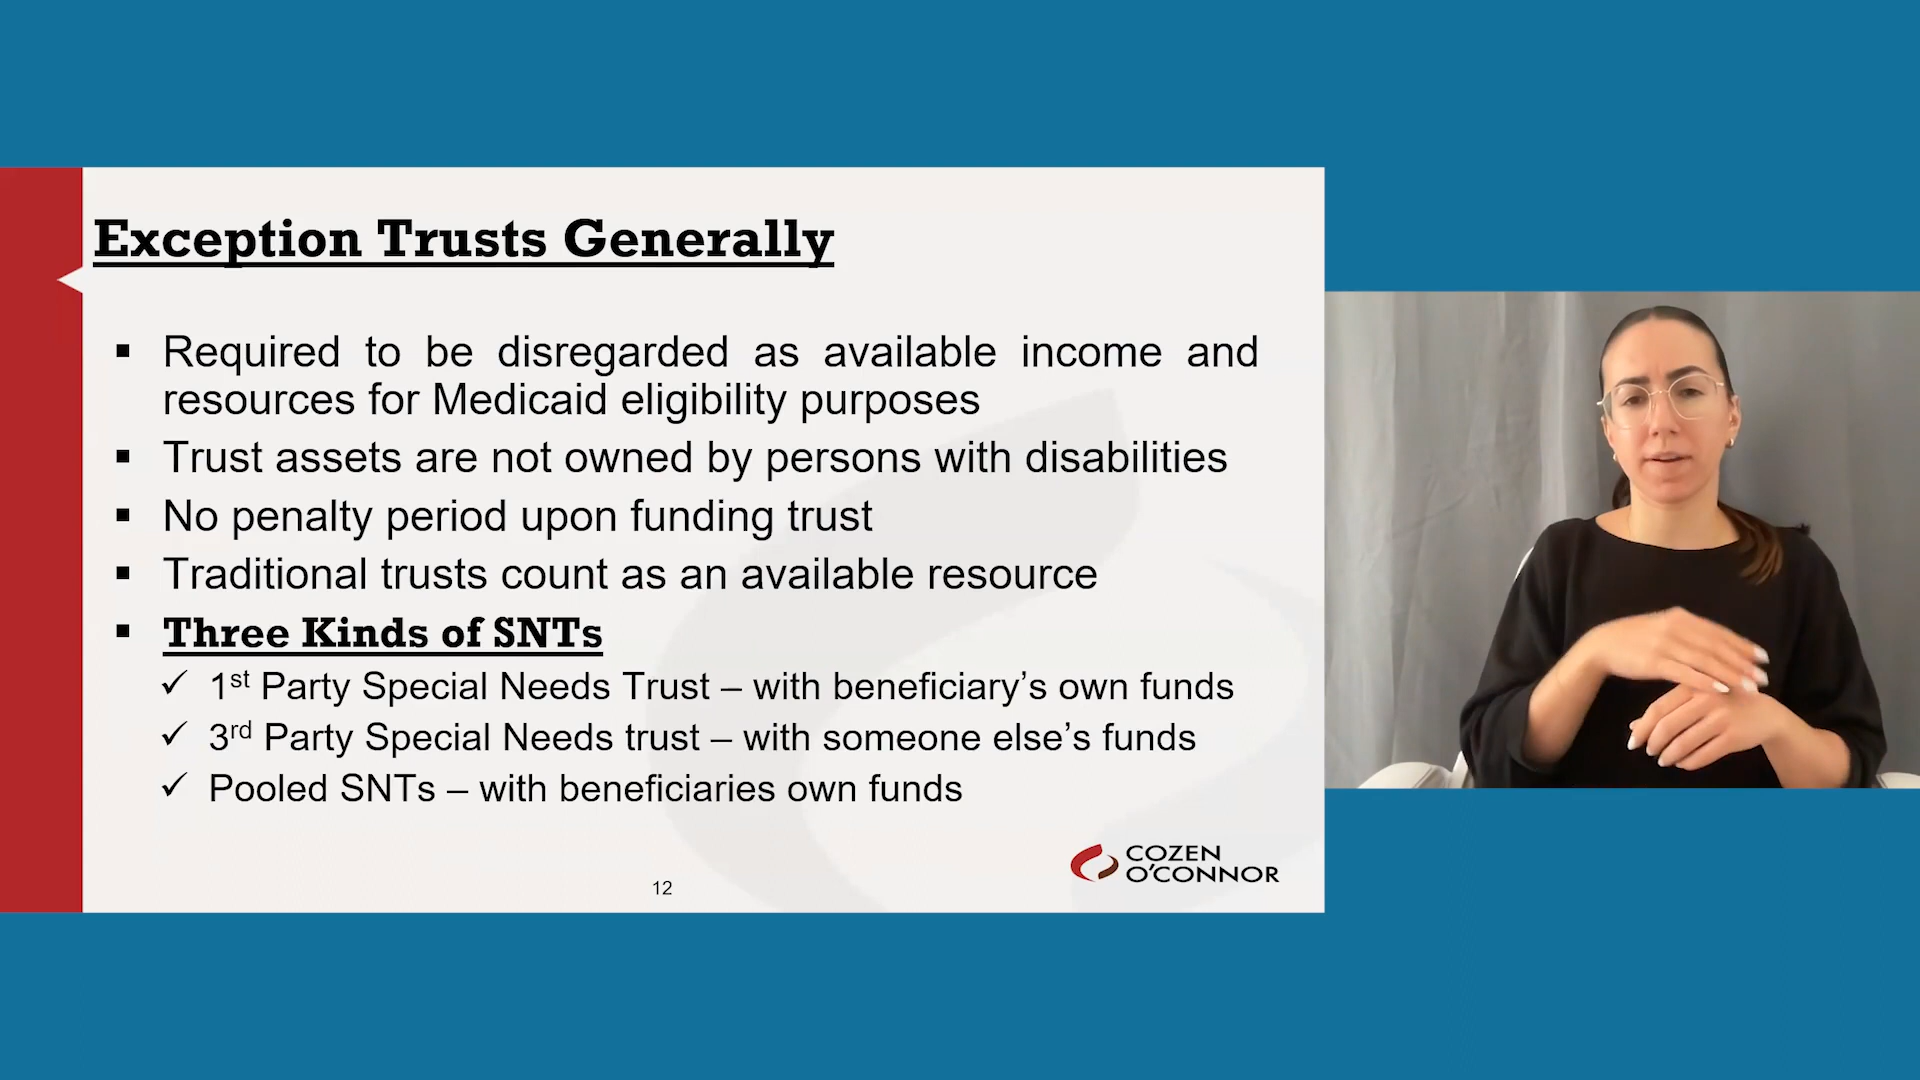 Exception Trusts Generally
▪ Required to be disregarded as available income and
resources for Medicaid eligibility purposes
▪ Trust assets are not owned by persons with disabilities
▪ No penalty period upon funding trust
▪ Traditional trusts count as an available resource
▪ Three Kinds of SNTs
✓ 1st Party Special Needs Trust – with beneficiary’s own funds
✓ 3rd Party Special Needs trust – with someone else’s funds
✓ Pooled SNTs – with beneficiaries own funds
COZEN
O'CONNOR
12